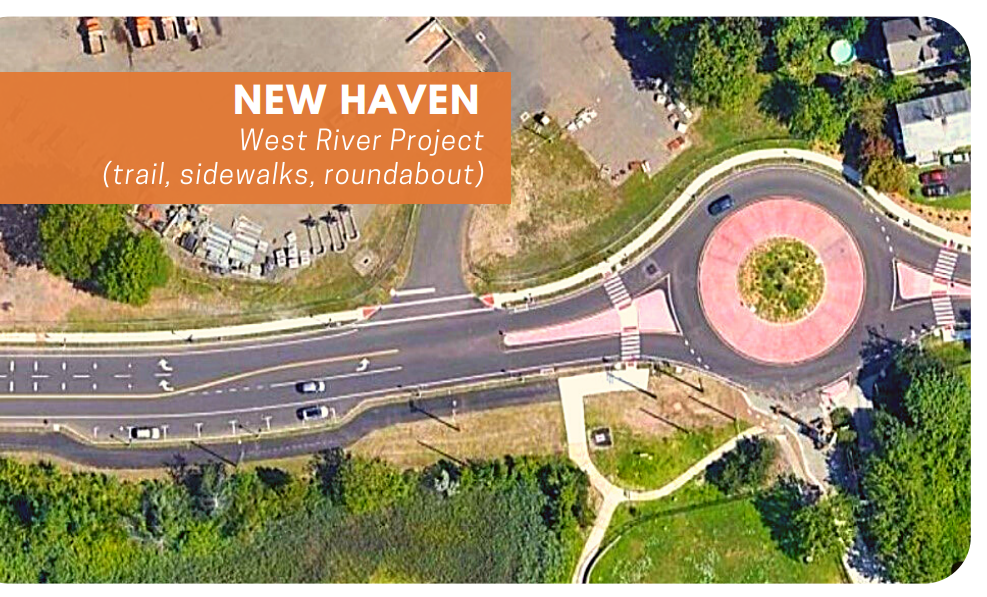 NEW HAVEN
West River Project
(trail, sidewalks, roundabout)